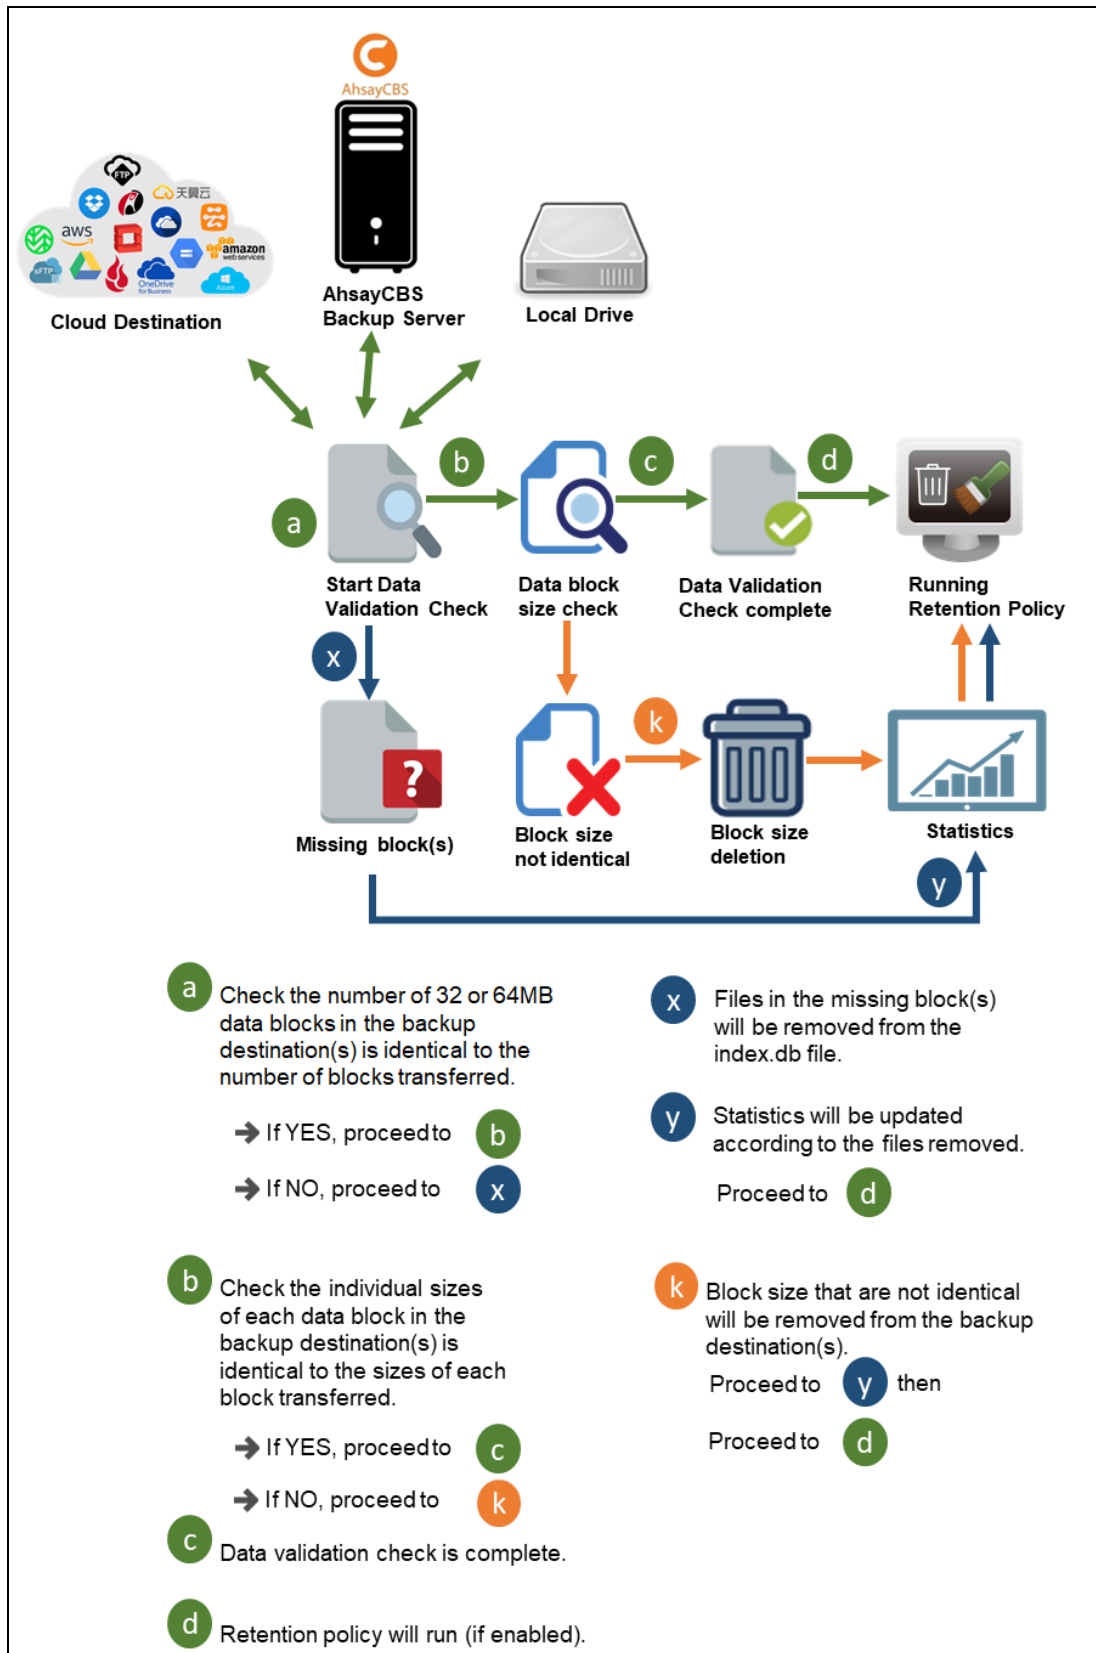 AhsayCBS
FTP
天翼云
aws
amazon
web services
sFTP
OneDrive
for Business
Azure
Cloud Destination
AhsayCBS
Backup Server
Local Drive
a
b
c
d
Start Data
Validation Check
Data block
size check
Data Validation
Check complete
Running
Retention Policy
x
k
?
Missing block(s)
Block size
not identical
Block size
deletion
Statistics
y
a
Check the number of 32 or 64MB
data blocks in the backup
destination(s) is identical to the
number of blocks transferred.
➔ If YES, proceed to b
➔ If NO, proceed to x
b
Check the individual sizes
of each data block in the
backup destination(s) is
identical to the sizes of each
block transferred.
➔ If YES, proceed to c
➔ If NO, proceed to k
c Data validation check is complete.
d Retention policy will run (if enabled).
x
Files in the missing block(s)
will be removed from the
index.db file.
y
Statistics will be updated
according to the files removed.
Proceed to d
k
Block size that are not identical
will be removed from the backup
destination(s).
Proceed to y then
Proceed to d